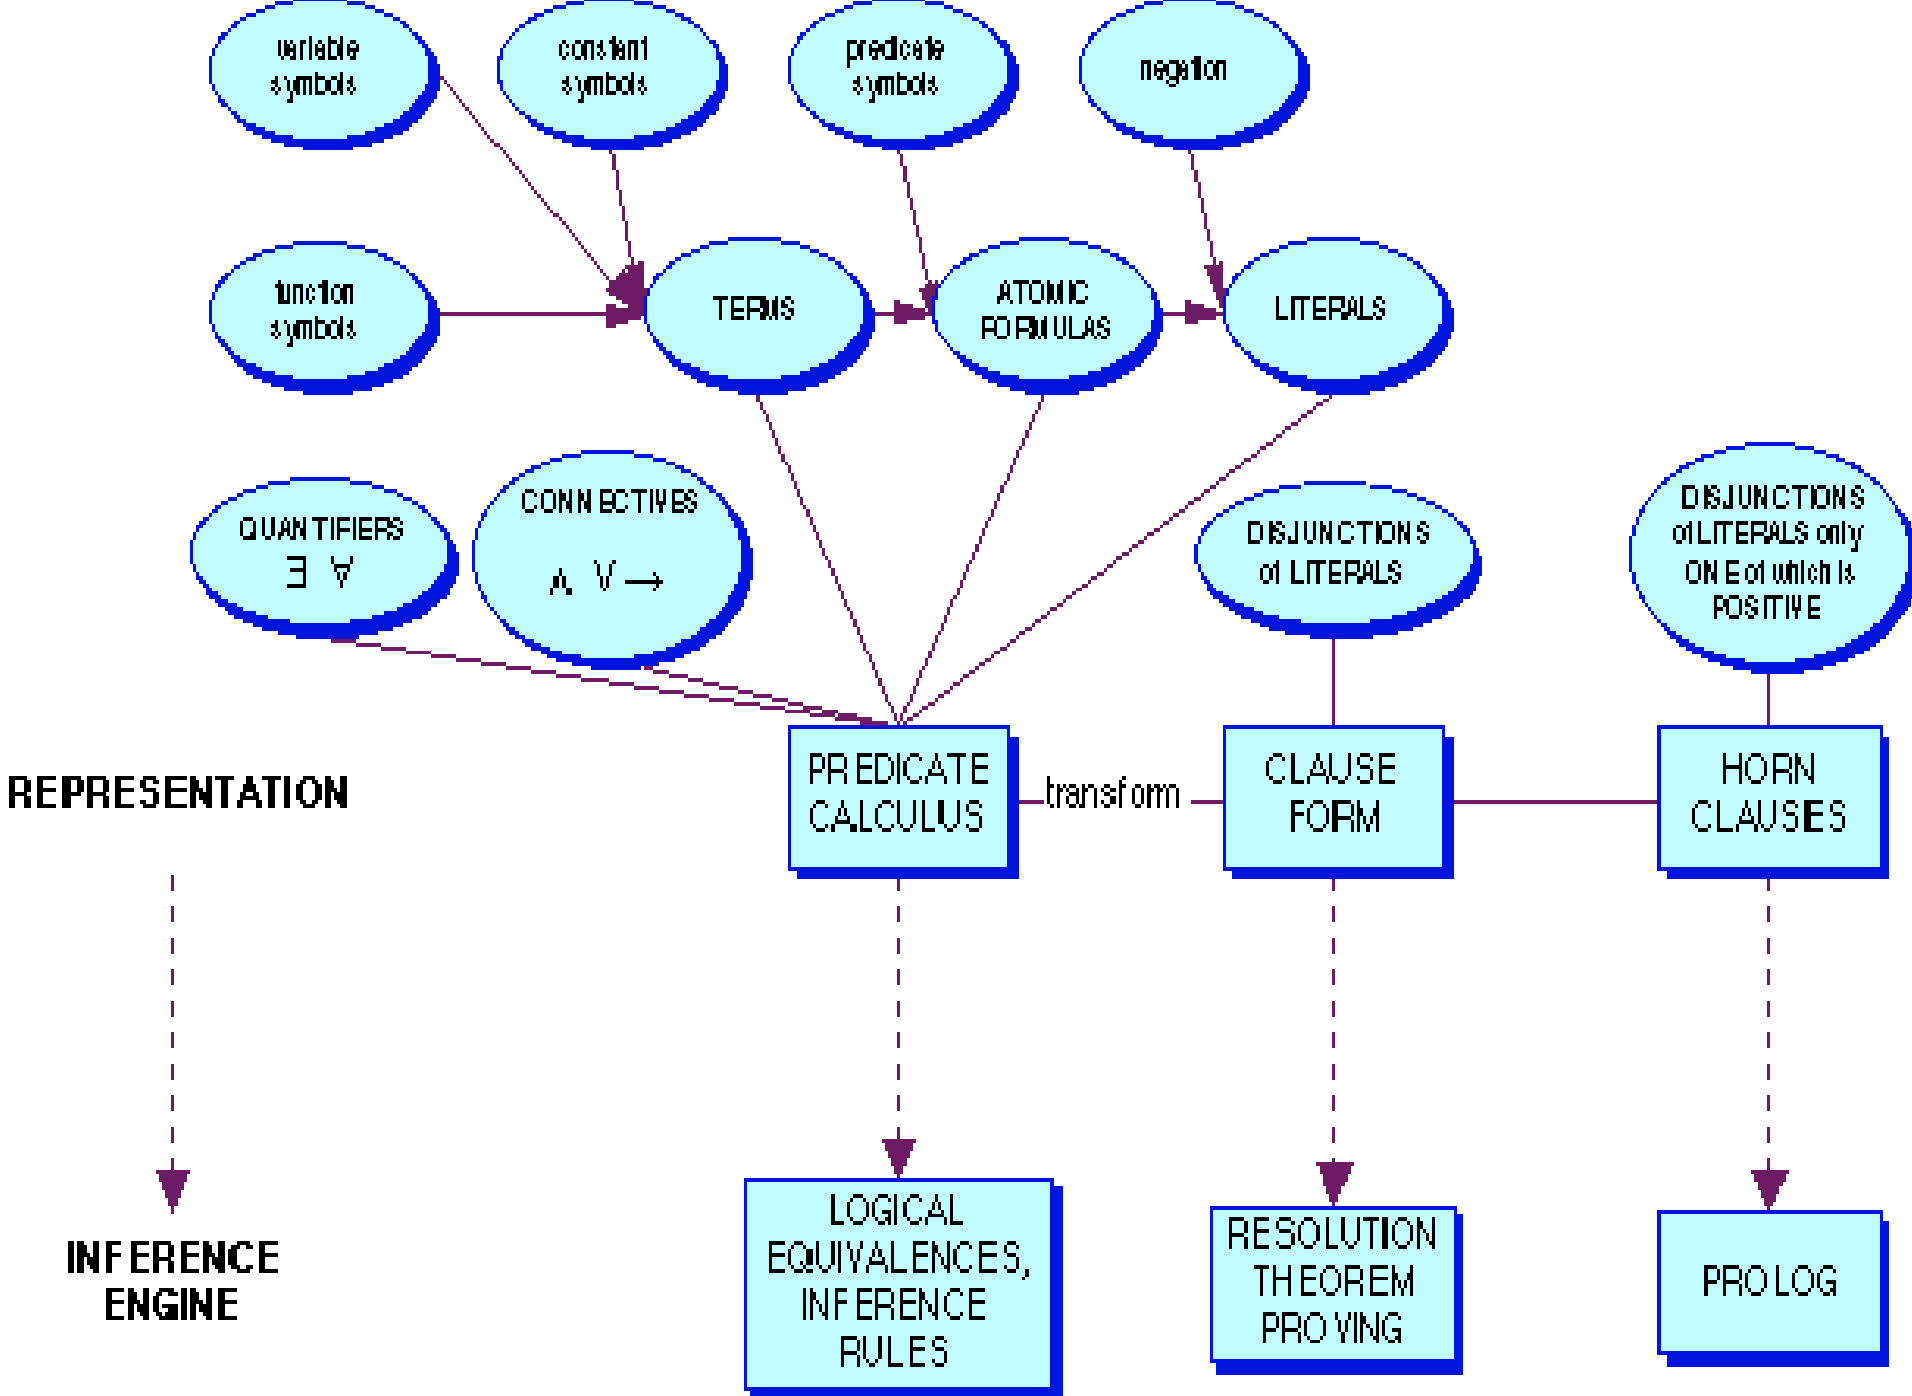 variable
symbols
constant
symbols
predicate
symbols
negation
function
symbols
TERMS
ATOMIC
FORMULAS
LITERALS
QUANTIFIERS
∃ ∀
CONNECTIVES
∧ ∨ →
DISJUNCTIONS
of LITERALS
DISJUNCTIONS
of LITERALS only
ONE of which is
POSITIVE
REPRESENTATION
PREDICATE
CALCULUS
transform
CLAUSE
FORM
HORN
CLAUSES
INFERENCE
ENGINE
LOGICAL
EQUIVALENCES,
INFERENCE
RULES
RESOLUTION
THEOREM
PROVING
PROLOG